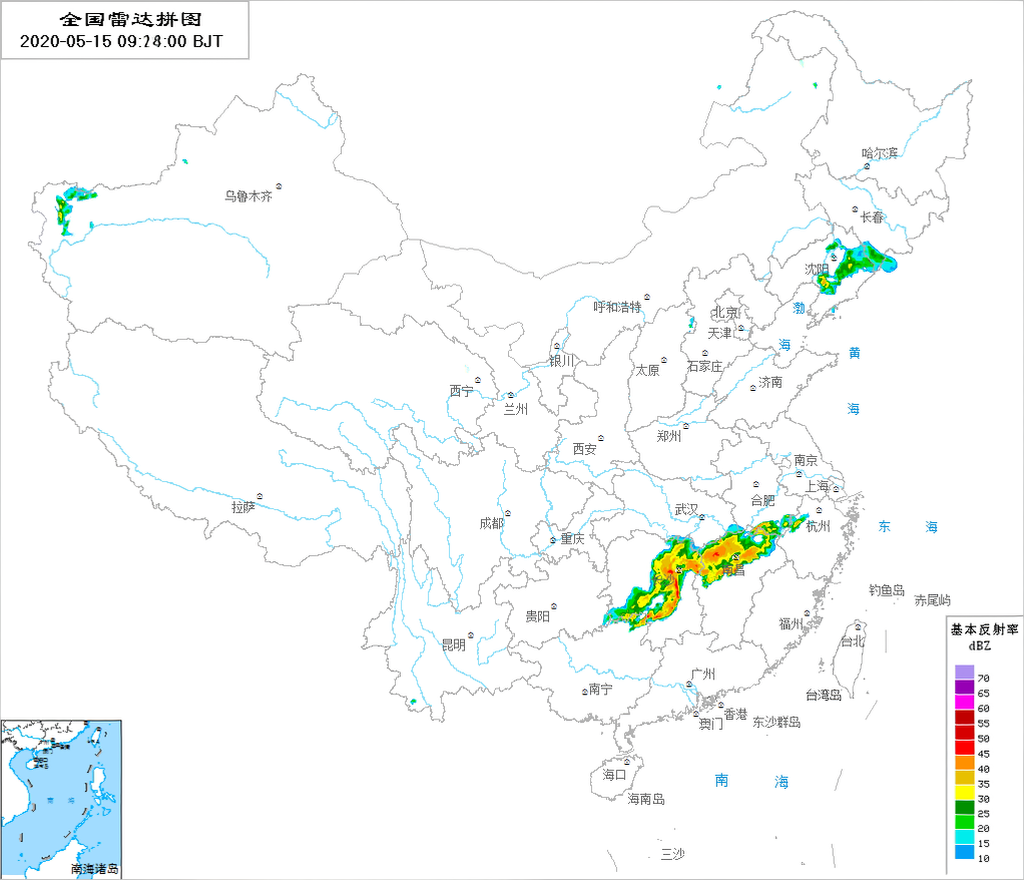 全国雷达拼图
2020-05-15 09:24:00 BJT
哈尔滨
长春
乌鲁木齐
沈阳
呼和浩特
北京
天津
渤
海
黄
海
银川
太原
石家庄
济南
西宁
兰州
郑州
西安
南京
上海
合肥
拉萨
武汉
成都
重庆
杭州
东 海
南昌
钓鱼岛
赤尾屿
贵阳
福州
昆明
台北
基本反射率
dBZ
广州
南宁
台湾岛
香港
澳门
东沙群岛
70
65
60
55
50
45
40
35
30
25
20
15
10
海口
南 海
海南岛
三沙
南 海
南海诸岛